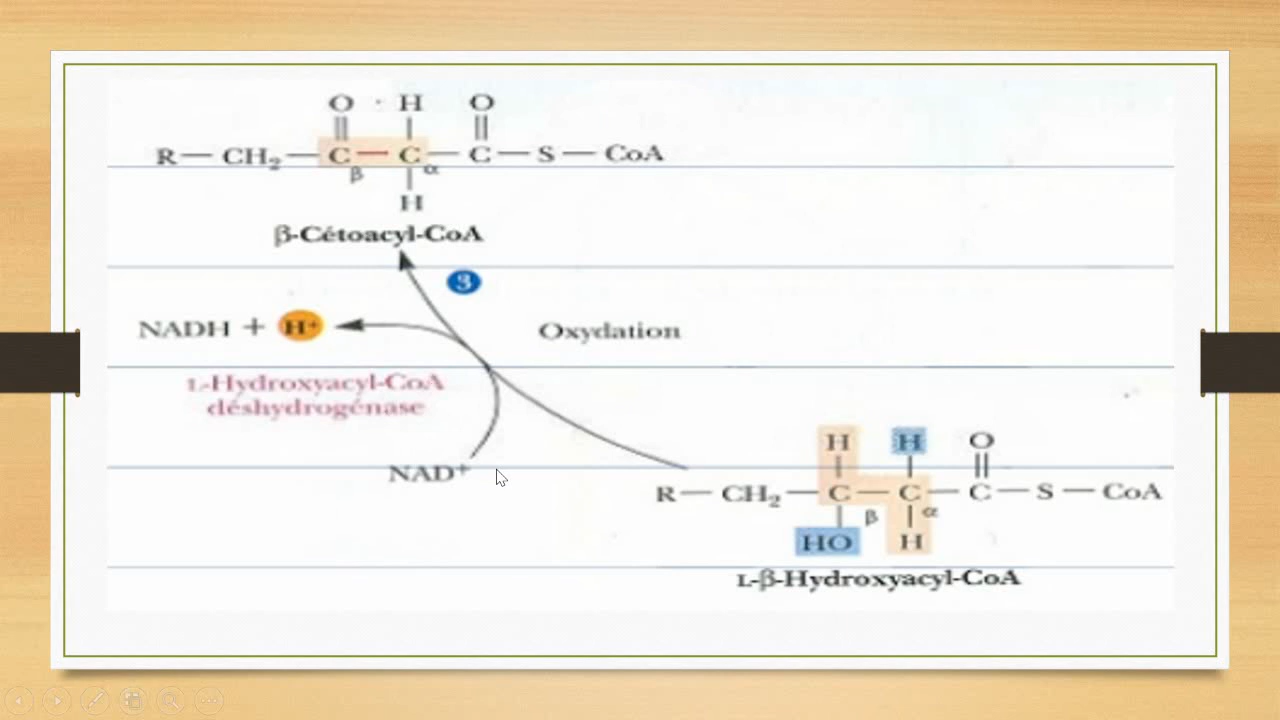 O H O
R — CH₂ — C — C — C — S — CoA
β α
H
β-Cétoacyl-CoA
3
NADH + H⁺
Oxydation
L-Hydroxyacyl-CoA
déshydrogénase
NAD⁺
H H O
R — CH₂ — C — C — C — S — CoA
β α
HO H
L-β-Hydroxyacyl-CoA